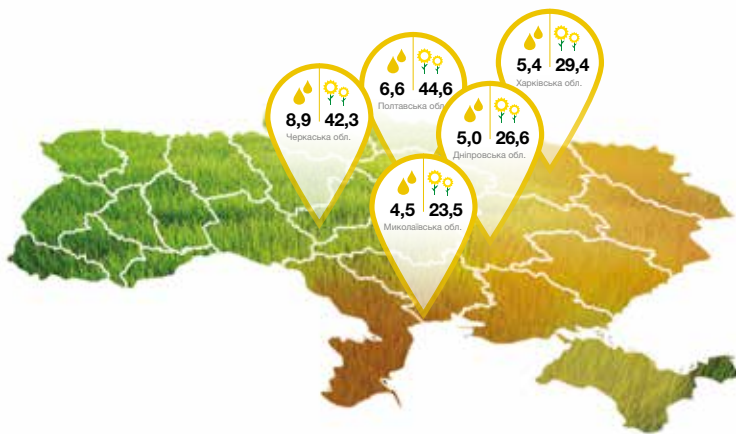 5,4 29,4
Харківська обл.
6,6 44,6
Полтавська обл.
8,9 42,3
Черкаська обл.
5,0 26,6
Дніпровська обл.
4,5 23,5
Миколаївська обл.